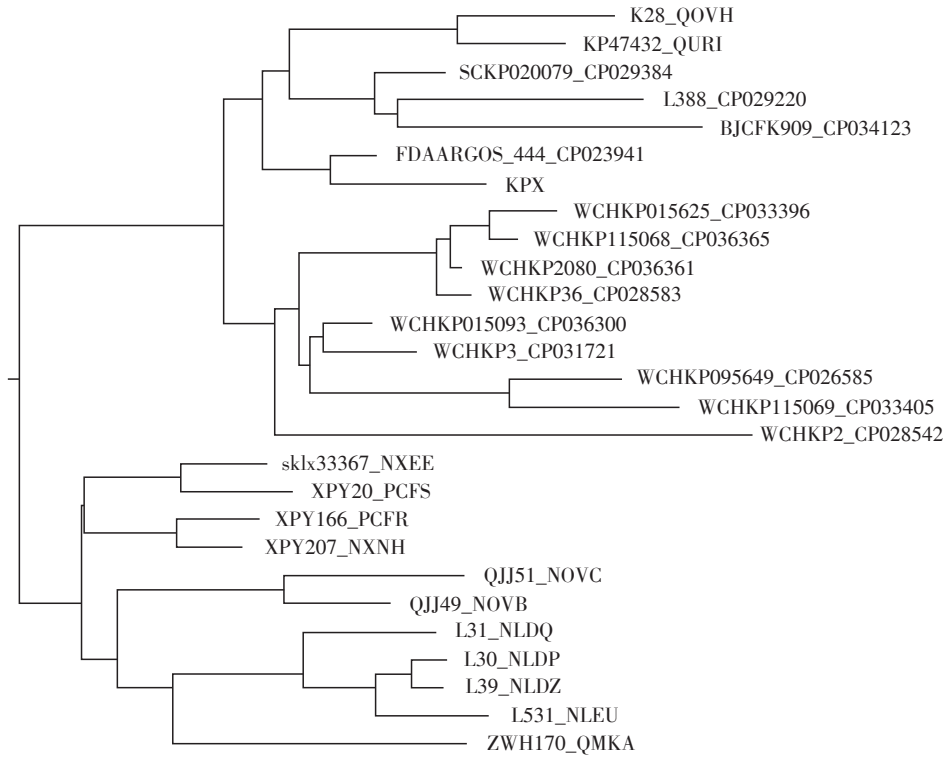 K28_QOVH
KP47432_QURI
SCKP020079_CP029384
L388_CP029220
BJCFK909_CP034123
FDAARGOS_444_CP023941
KPX
WCHKP015625_CP033396
WCHKP115068_CP036365
WCHKP2080_CP036361
WCHKP36_CP028583
WCHKP015093_CP036300
WCHKP3_CP031721
WCHKP095649_CP026585
WCHKP115069_CP033405
WCHKP2_CP028542
sklx33367_NXEE
XPY20_PCFS
XPY166_PCFR
XPY207_NXNH
QJJ51_NOVC
QJJ49_NOVB
L31_NLDQ
L30_NLDP
L39_NLDZ
L531_NLEU
ZWH170_QMKA